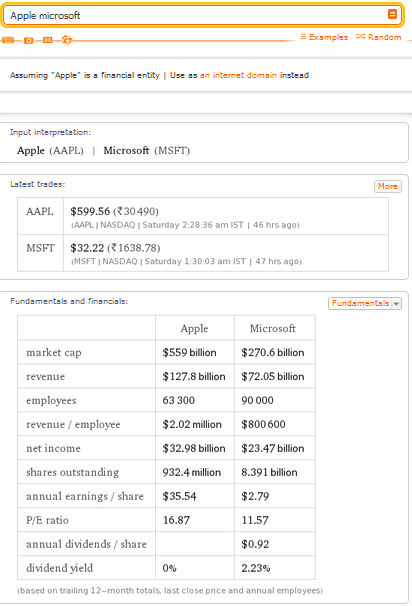 Apple microsoft
Examples Random
Assuming "Apple" is a financial entity | Use as an internet domain instead
Input interpretation:
Apple (AAPL) | Microsoft (MSFT)
Latest trades:
More
AAPL $599.56 (₹30490)
(AAPL | NASDAQ | Saturday 2:28:36 am IST | 46 hrs ago)
MSFT $32.22 (₹1638.78)
(MSFT | NASDAQ | Saturday 1:30:03 am IST | 47 hrs ago)
Fundamentals and financials:
Fundamentals
Apple Microsoft
market cap $559 billion $270.6 billion
revenue $127.8 billion $72.05 billion
employees 63 300 90 000
revenue / employee $2.02 million $800 600
net income $32.98 billion $23.47 billion
shares outstanding 932.4 million 8.391 billion
annual earnings / share $35.54 $2.79
P/E ratio 16.87 11.57
annual dividends / share $0.92
dividend yield 0% 2.23%
(based on trailing 12−month totals, last close price and annual employees)